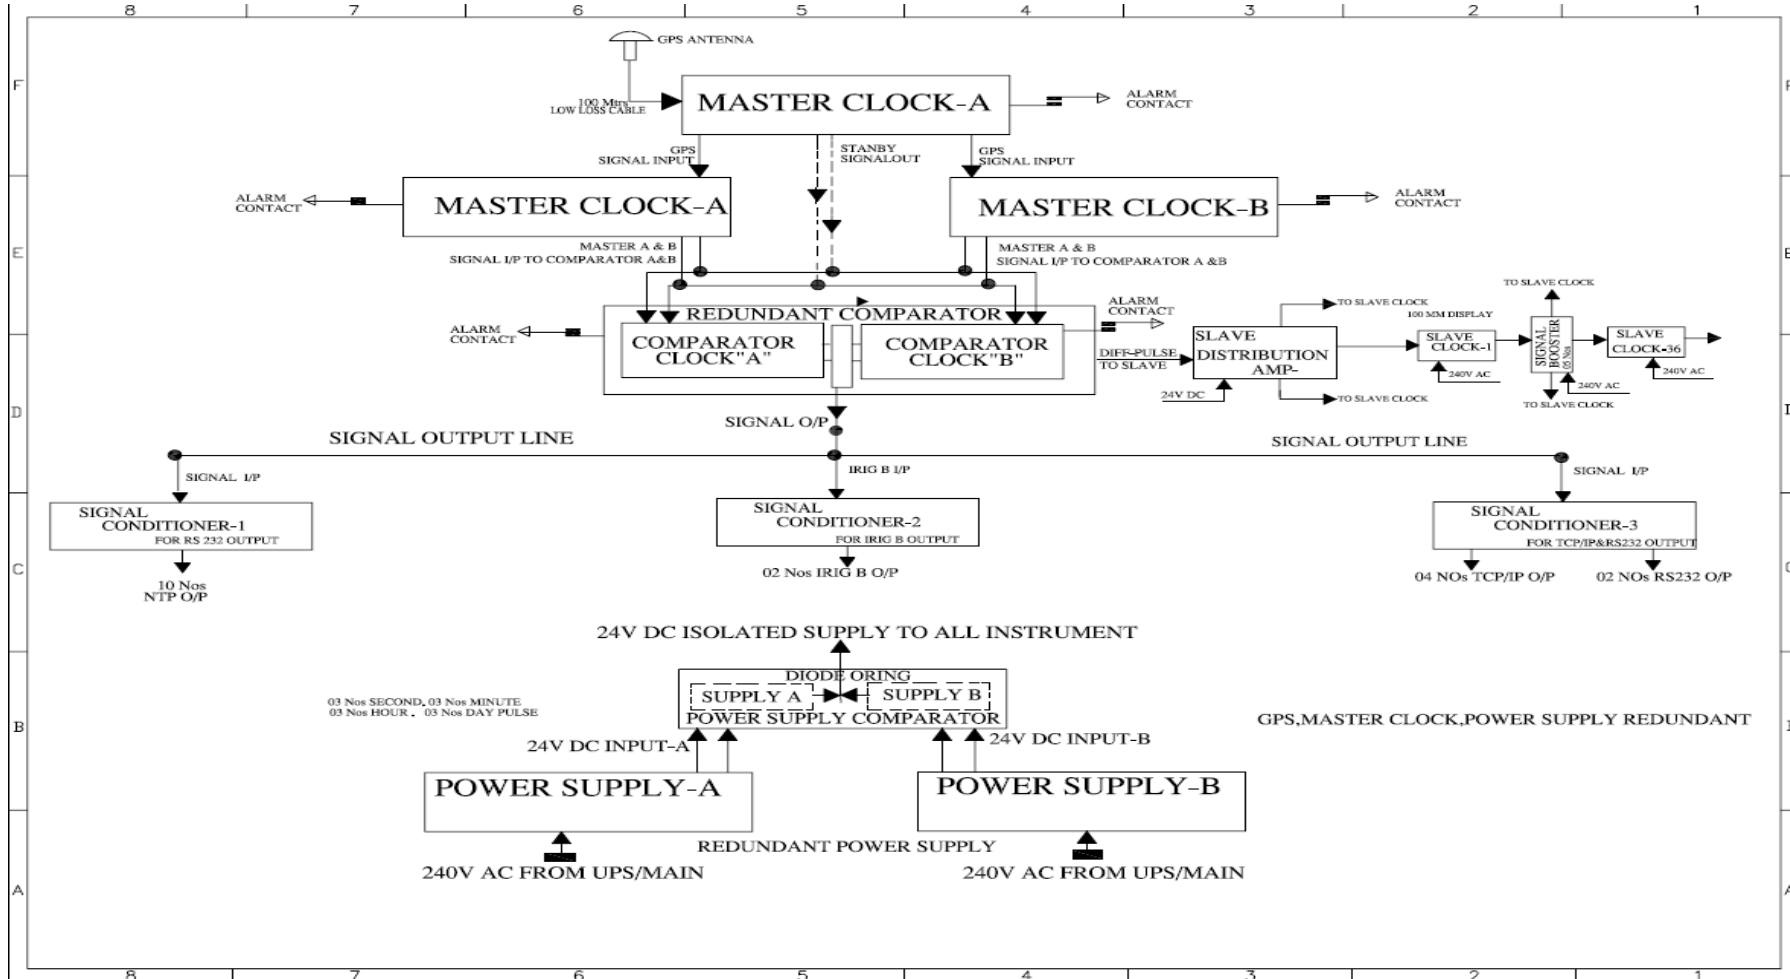 8 7 6 5 4 3 2 1
GPS ANTENNA
F
100 Mtrs
LOW LOSS CABLE
MASTER CLOCK-A
ALARM
CONTACT
GPS
SIGNAL INPUT
STANBY
SIGNALOUT
GPS
SIGNAL INPUT
ALARM
CONTACT
MASTER CLOCK-A
MASTER CLOCK-B
ALARM
CONTACT
E
MASTER A & B
SIGNAL I/P TO COMPARATOR A&B
MASTER A & B
SIGNAL I/P TO COMPARATOR A &B
ALARM
CONTACT
REDUNDANT COMPARATOR
COMPARATOR
CLOCK"A"
COMPARATOR
CLOCK"B"
ALARM
CONTACT
DIFF-PULSE
TO SLAVE
SLAVE
DISTRIBUTION
AMP-
24V DC
TO SLAVE CLOCK
TO SLAVE CLOCK
100 MM DISPLAY
SLAVE
CLOCK-1
240V AC
TO SLAVE CLOCK
SIGNAL
BOOSTER
05 Nos
240V AC
TO SLAVE CLOCK
SLAVE
CLOCK-36
240V AC
D
SIGNAL O/P
SIGNAL OUTPUT LINE
SIGNAL OUTPUT LINE
SIGNAL I/P
IRIG B I/P
SIGNAL I/P
SIGNAL
CONDITIONER-1
FOR RS 232 OUTPUT
SIGNAL
CONDITIONER-2
FOR IRIG B OUTPUT
SIGNAL
CONDITIONER-3
FOR TCP/IP&RS232 OUTPUT
C
10 Nos
NTP O/P
02 Nos IRIG B O/P
04 NOs TCP/IP O/P
02 NOs RS232 O/P
24V DC ISOLATED SUPPLY TO ALL INSTRUMENT
DIODE ORING
SUPPLY A
SUPPLY B
POWER SUPPLY COMPARATOR
03 Nos SECOND, 03 Nos MINUTE
03 Nos HOUR , 03 Nos DAY PULSE
GPS,MASTER CLOCK,POWER SUPPLY REDUNDANT
B
24V DC INPUT-A
24V DC INPUT-B
POWER SUPPLY-A
POWER SUPPLY-B
REDUNDANT POWER SUPPLY
240V AC FROM UPS/MAIN
240V AC FROM UPS/MAIN
A
8 7 6 5 4 3 2 1